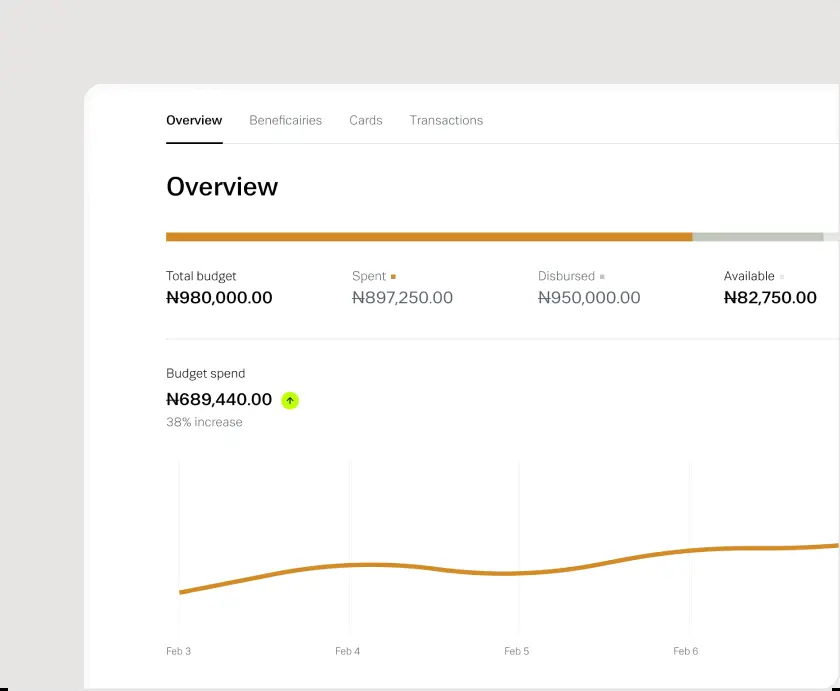 Overview Beneficairies Cards Transactions
Overview
Total budget Spent Disbursed Available
₦980,000.00 ₦897,250.00 ₦950,000.00 ₦82,750.00
Budget spend
₦689,440.00
38% increase
Feb 3 Feb 4 Feb 5 Feb 6